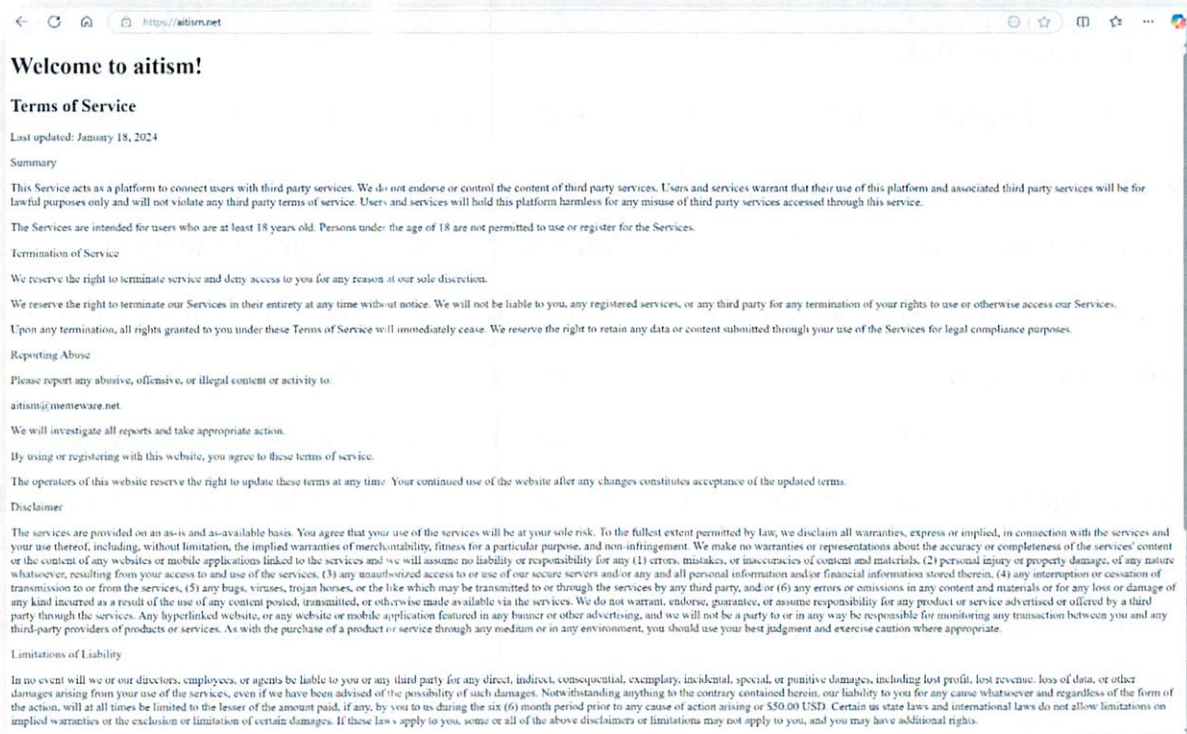 https://aitism.net
Welcome to aitism!
Terms of Service
Last updated: January 18, 2024
Summary
This Service acts as a platform to connect users with third party services. We do not endorse or control the content of third party services. Users and services warrant that their use of this platform and associated third party services will be for
lawful purposes only and will not violate any third party terms of service. Users and services will hold this platform harmless for any misuse of third party services accessed through this service.
The Services are intended for users who are at least 18 years old. Persons under the age of 18 are not permitted to use or register for the Services.
Termination of Service
We reserve the right to terminate service and deny access to you for any reason at our sole discretion.
We reserve the right to terminate our Services in their entirety at any time without notice. We will not be liable to you, any registered services, or any third party for any termination of your rights to use or otherwise access our Services.
Upon any termination, all rights granted to you under these Terms of Service will immediately cease. We reserve the right to retain any data or content submitted through your use of the Services for legal compliance purposes.
Reporting Abuse
Please report any abusive, offensive, or illegal content or activity to:
aitism@memeware.net.
We will investigate all reports and take appropriate action.
By using or registering with this website, you agree to these terms of service.
The operators of this website reserve the right to update these terms at any time. Your continued use of the website after any changes constitutes acceptance of the updated terms.
Disclaimer
The services are provided on an as-is and as-available basis. You agree that your use of the services will be at your sole risk. To the fullest extent permitted by law, we disclaim all warranties, express or implied, in connection with the services and
your use thereof, including, without limitation, the implied warranties of merchantability, fitness for a particular purpose, and non-infringement. We make no warranties or representations about the accuracy or completeness of the services' content
or the content of any websites or mobile applications linked to the services and we will assume no liability or responsibility for any (1) errors, mistakes, or inaccuracies of content and materials, (2) personal injury or property damage, of any nature
whatsoever, resulting from your access to and use of the services, (3) any unauthorized access to or use of our secure servers and/or any and all personal information and/or financial information stored therein, (4) any interruption or cessation of
transmission to or from the services, (5) any bugs, viruses, trojan horses, or the like which may be transmitted to or through the services by any third party, and/or (6) any errors or omissions in any content and materials or for any loss or damage of
any kind incurred as a result of the use of any content posted, transmitted, or otherwise made available via the services. We do not warrant, endorse, guarantee, or assume responsibility for any product or service advertised or offered by a third
party through the services. Any hyperlinked website, or any website or mobile application featured in any banner or other advertising, and we will not be a party to or in any way be responsible for monitoring any transaction between you and any
third-party providers of products or services. As with the purchase of a product or service through any medium or in any environment, you should use your best judgment and exercise caution where appropriate.
Limitations of Liability
In no event will we or our directors, employees, or agents be liable to you or any third party for any direct, indirect, consequential, exemplary, incidental, special, or punitive damages, including lost profit, lost revenue, loss of data, or other
damages arising from your use of the services, even if we have been advised of the possibility of such damages. Notwithstanding anything to the contrary contained herein, our liability to you for any cause whatsoever and regardless of the form of
the action, will at all times be limited to the lesser of the amount paid, if any, by you to us during the six (6) month period prior to any cause of action arising or $50.00 USD. Certain us state laws and international laws do not allow limitations on
implied warranties or the exclusion or limitation of certain damages. If these laws apply to you, some or all of the above disclaimers or limitations may not apply to you, and you may have additional rights.